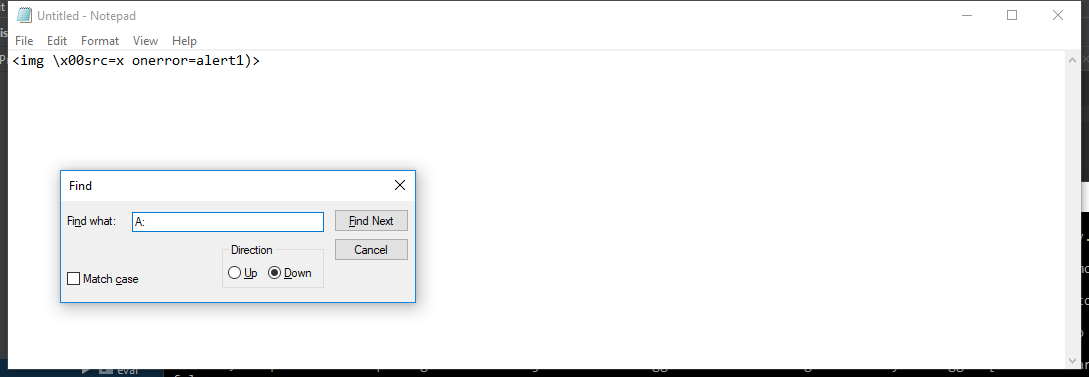 Untitled - Notepad
File Edit Format View Help
<img \x00src=x onerror=alert1)>
Find
Find what: A:
Find Next
Direction
Cancel
Up Down
Match case
eval